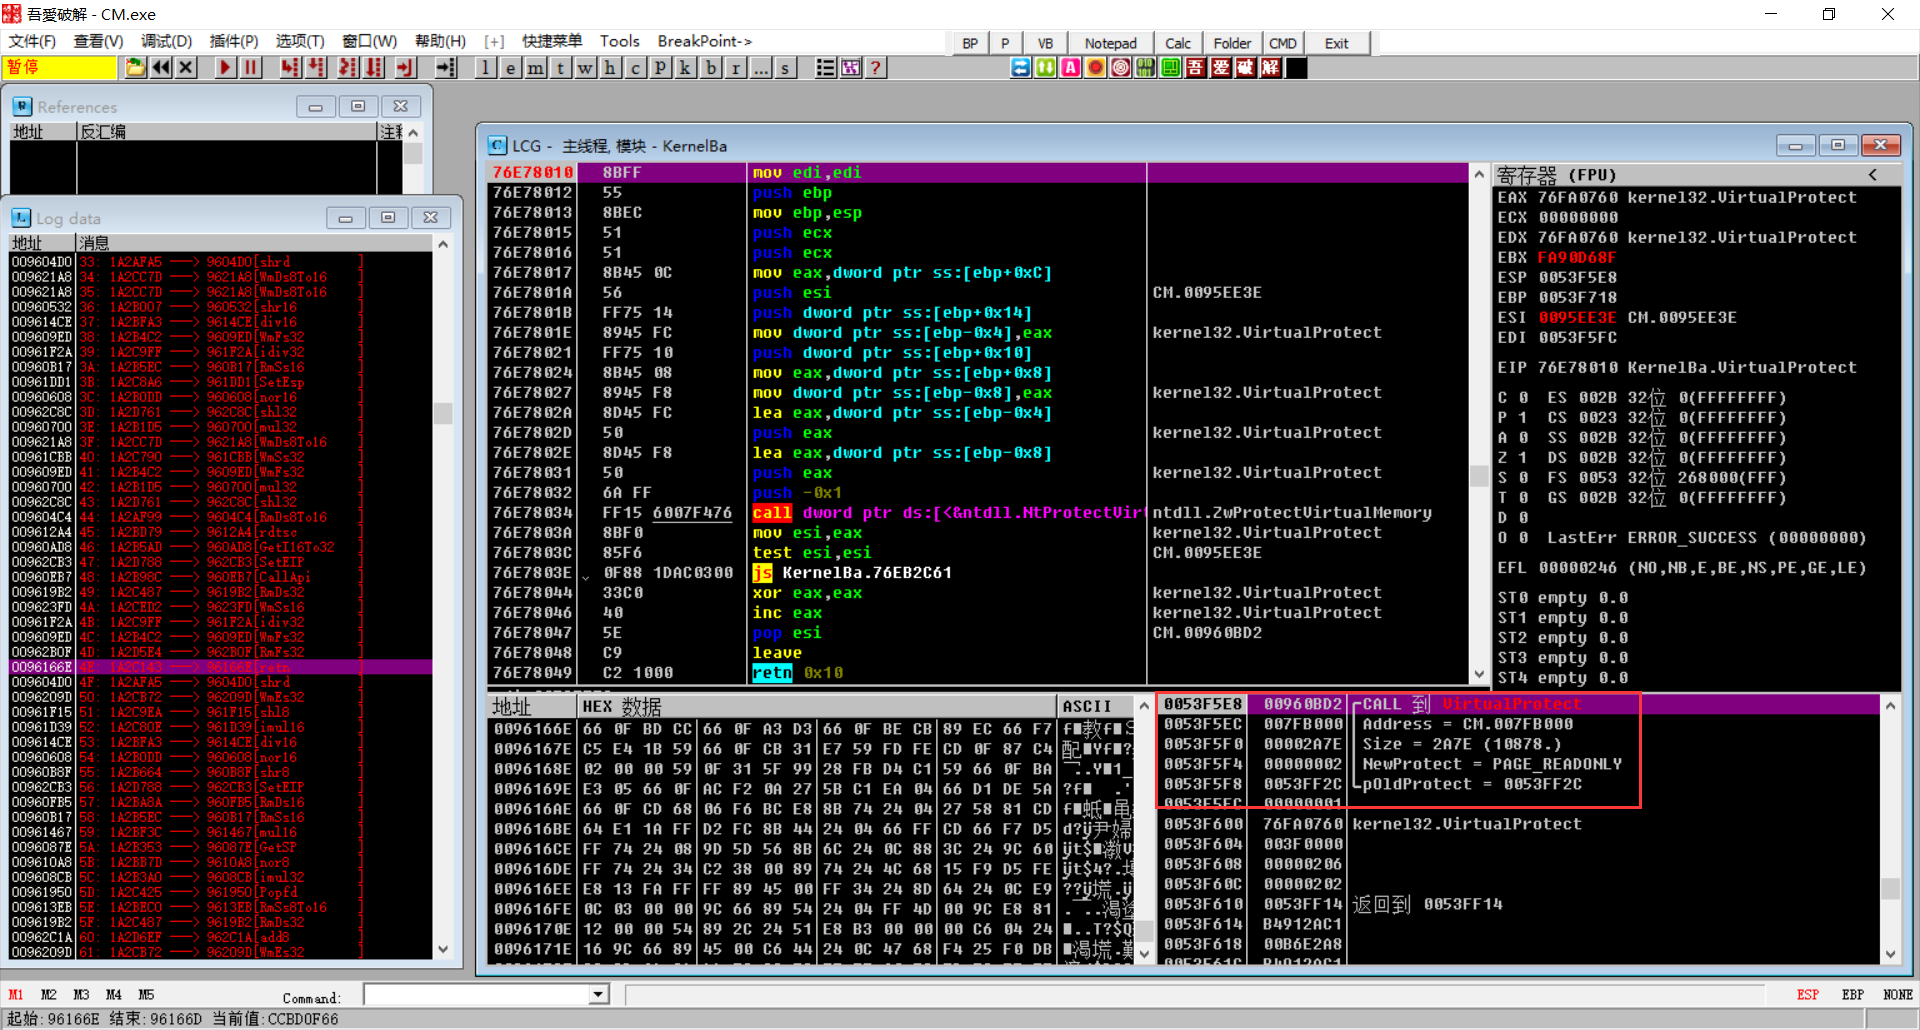 吾愛破解 - CM.exe
文件(F) 查看(V) 调试(D) 插件(P) 选项(T) 窗口(W) 帮助(H) [+] 快捷菜单 Tools BreakPoint->
BP P VB Notepad Calc Folder CMD Exit
暂停
l e m t w h c p k b r ... s
? 吾 爱 破 解
References
地址 反汇编
Log data
地址 消息
009604D0 33: 1A2AFA5 ——> 9604D0[shrd ]
009621A8 34: 1A2CC7D ——> 9621A8[WmDs8To16 ]
009621A8 35: 1A2CC7D ——> 9621A8[WmDs8To16 ]
00960532 36: 1A2B007 ——> 960532[shr16 ]
009614CE 37: 1A2BFA3 ——> 9614CE[div16 ]
009609ED 38: 1A2B4C2 ——> 9609ED[WmFs32 ]
00961F2A 39: 1A2C9FF ——> 961F2A[idiv32 ]
00960B17 3A: 1A2B5EC ——> 960B17[RmSs16 ]
00961DD1 3B: 1A2C8A6 ——> 961DD1[SetEsp ]
00960608 3C: 1A2B0DD ——> 960608[nor16 ]
00962C8C 3D: 1A2D761 ——> 962C8C[shl32 ]
00960700 3E: 1A2B1D5 ——> 960700[mul32 ]
009621A8 3F: 1A2CC7D ——> 9621A8[WmDs8To16 ]
00961CBB 40: 1A2C790 ——> 961CBB[WmSs32 ]
009609ED 41: 1A2B4C2 ——> 9609ED[WmFs32 ]
00960700 42: 1A2B1D5 ——> 960700[mul32 ]
00962C8C 43: 1A2D761 ——> 962C8C[shl32 ]
009604C4 44: 1A2AF99 ——> 9604C4[RmDs8To16 ]
009612A4 45: 1A2BD79 ——> 9612A4[rdtsc ]
00960AD8 46: 1A2B5AD ——> 960AD8[GetI16To32 ]
00962CB3 47: 1A2D788 ——> 962CB3[SetEIP ]
00960EB7 48: 1A2B98C ——> 960EB7[CallApi ]
009619B2 49: 1A2C487 ——> 9619B2[RmDs32 ]
009623FD 4A: 1A2CED2 ——> 9623FD[WmSs16 ]
00961F2A 4B: 1A2C9FF ——> 961F2A[idiv32 ]
009609ED 4C: 1A2B4C2 ——> 9609ED[WmFs32 ]
00962B0F 4D: 1A2D5E4 ——> 962B0F[RmFs32 ]
0096166E 4E: 1A2C143 ——> 96166E[retn ]
009604D0 4F: 1A2AFA5 ——> 9604D0[shrd ]
0096209D 50: 1A2CB72 ——> 96209D[WmEs32 ]
00961F15 51: 1A2C9EA ——> 961F15[shl8 ]
00961D39 52: 1A2C80E ——> 961D39[imul16 ]
009614CE 53: 1A2BFA3 ——> 9614CE[div16 ]
00960608 54: 1A2B0DD ——> 960608[nor16 ]
00960B8F 55: 1A2B664 ——> 960B8F[shr8 ]
00962CB3 56: 1A2D788 ——> 962CB3[SetEIP ]
00960FB5 57: 1A2BA8A ——> 960FB5[RmDs16 ]
00960B17 58: 1A2B5EC ——> 960B17[RmSs16 ]
00961467 59: 1A2BF3C ——> 961467[mul16 ]
0096087E 5A: 1A2B353 ——> 96087E[GetSF ]
009610A8 5B: 1A2BB7D ——> 9610A8[nor8 ]
009608CB 5C: 1A2B3A0 ——> 9608CB[imul32 ]
00961950 5D: 1A2C425 ——> 961950[Popfd ]
009613EB 5E: 1A2BEC0 ——> 9613EB[RmSs8To16 ]
009619B2 5F: 1A2C487 ——> 9619B2[RmDs32 ]
00962C1A 60: 1A2D6EF ——> 962C1A[add8 ]
0096209D 61: 1A2CB72 ——> 96209D[WmEs32 ]
LCG - 主线程, 模块 - KernelBa
76E78010 8BFF mov edi,edi
76E78012 55 push ebp
76E78013 8BEC mov ebp,esp
76E78015 51 push ecx
76E78016 51 push ecx
76E78017 8B45 0C mov eax,dword ptr ss:[ebp+0xC]
76E7801A 56 push esi CM.0095EE3E
76E7801B FF75 14 push dword ptr ss:[ebp+0x14]
76E7801E 8945 FC mov dword ptr ss:[ebp-0x4],eax kernel32.VirtualProtect
76E78021 FF75 10 push dword ptr ss:[ebp+0x10]
76E78024 8B45 08 mov eax,dword ptr ss:[ebp+0x8]
76E78027 8945 F8 mov dword ptr ss:[ebp-0x8],eax kernel32.VirtualProtect
76E7802A 8D45 FC lea eax,dword ptr ss:[ebp-0x4]
76E7802D 50 push eax kernel32.VirtualProtect
76E7802E 8D45 F8 lea eax,dword ptr ss:[ebp-0x8]
76E78031 50 push eax kernel32.VirtualProtect
76E78032 6A FF push -0x1
76E78034 FF15 6007F476 call dword ptr ds:[<&ntdll.NtProtectVir ntdll.ZwProtectVirtualMemory
76E7803A 8BF0 mov esi,eax kernel32.VirtualProtect
76E7803C 85F6 test esi,esi CM.0095EE3E
76E7803E 0F88 1DAC0300 js KernelBa.76EB2C61
76E78044 33C0 xor eax,eax kernel32.VirtualProtect
76E78046 40 inc eax kernel32.VirtualProtect
76E78047 5E pop esi CM.00960BD2
76E78048 C9 leave
76E78049 C2 1000 retn 0x10
寄存器 (FPU) <
EAX 76FA0760 kernel32.VirtualProtect
ECX 00000000
EDX 76FA0760 kernel32.VirtualProtect
EBX FA90D68F
ESP 0053F5E8
EBP 0053F718
ESI 0095EE3E CM.0095EE3E
EDI 0053F5FC
EIP 76E78010 KernelBa.VirtualProtect
C 0 ES 002B 32位 0(FFFFFFFF)
P 1 CS 0023 32位 0(FFFFFFFF)
A 0 SS 002B 32位 0(FFFFFFFF)
Z 1 DS 002B 32位 0(FFFFFFFF)
S 0 FS 0053 32位 268000(FFF)
T 0 GS 002B 32位 0(FFFFFFFF)
D 0
O 0 LastErr ERROR_SUCCESS (00000000)
EFL 00000246 (NO,NB,E,BE,NS,PE,GE,LE)
ST0 empty 0.0
ST1 empty 0.0
ST2 empty 0.0
ST3 empty 0.0
ST4 empty 0.0
地址 HEX 数据 ASCII
0096166E 66 0F BD CC 66 0F A3 D3 66 0F BE CB 89 EC 66 F7
0096167E C5 E4 1B 59 66 0F CB 31 E7 59 FD FE CD 0F 87 C4
0096168E 02 00 00 59 0F 31 5F 99 28 FB D4 C1 59 66 0F BA
0096169E E3 05 66 0F AC F2 0A 27 5B C1 EA 04 66 D1 DE 5A
009616AE 66 0F CD 68 06 F6 BC E8 8B 74 24 04 27 58 81 CD
009616BE 64 E1 1A FF D2 FC 8B 44 24 04 66 FF CD 66 F7 D5
009616CE FF 74 24 08 9D 5D 56 8B 6C 24 0C 88 3C 24 9C 60
009616DE FF 74 24 34 C2 38 00 89 74 24 4C 68 15 F9 D5 FE
009616EE E8 13 FA FF FF 89 45 00 FF 34 24 8D 64 24 0C E9
009616FE 0C 03 00 00 9C 66 89 54 24 04 FF 4D 00 9C E8 81
0096170E 12 00 00 54 89 2C 24 51 E8 B3 00 00 00 C6 04 24
0096171E 16 9C 66 89 45 00 C6 44 24 0C 47 68 F4 25 F0 DB
0053F5E8 00960BD2 CALL 到 VirtualProtect
0053F5EC 007FB000 Address = CM.007FB000
0053F5F0 00002A7E Size = 2A7E (10878.)
0053F5F4 00000002 NewProtect = PAGE_READONLY
0053F5F8 0053FF2C pOldProtect = 0053FF2C
0053F5FC 00000001
0053F600 76FA0760 kernel32.VirtualProtect
0053F604 003F0000
0053F608 00000206
0053F60C 00000202
0053F610 0053FF14 返回到 0053FF14
0053F614 B4912AC1
0053F618 00B6E2A8
0053F61C B4912AC1
M1 M2 M3 M4 M5 Command: ESP EBP NONE
起始:96166E 结束:96166D 当前值:CCBD0F66